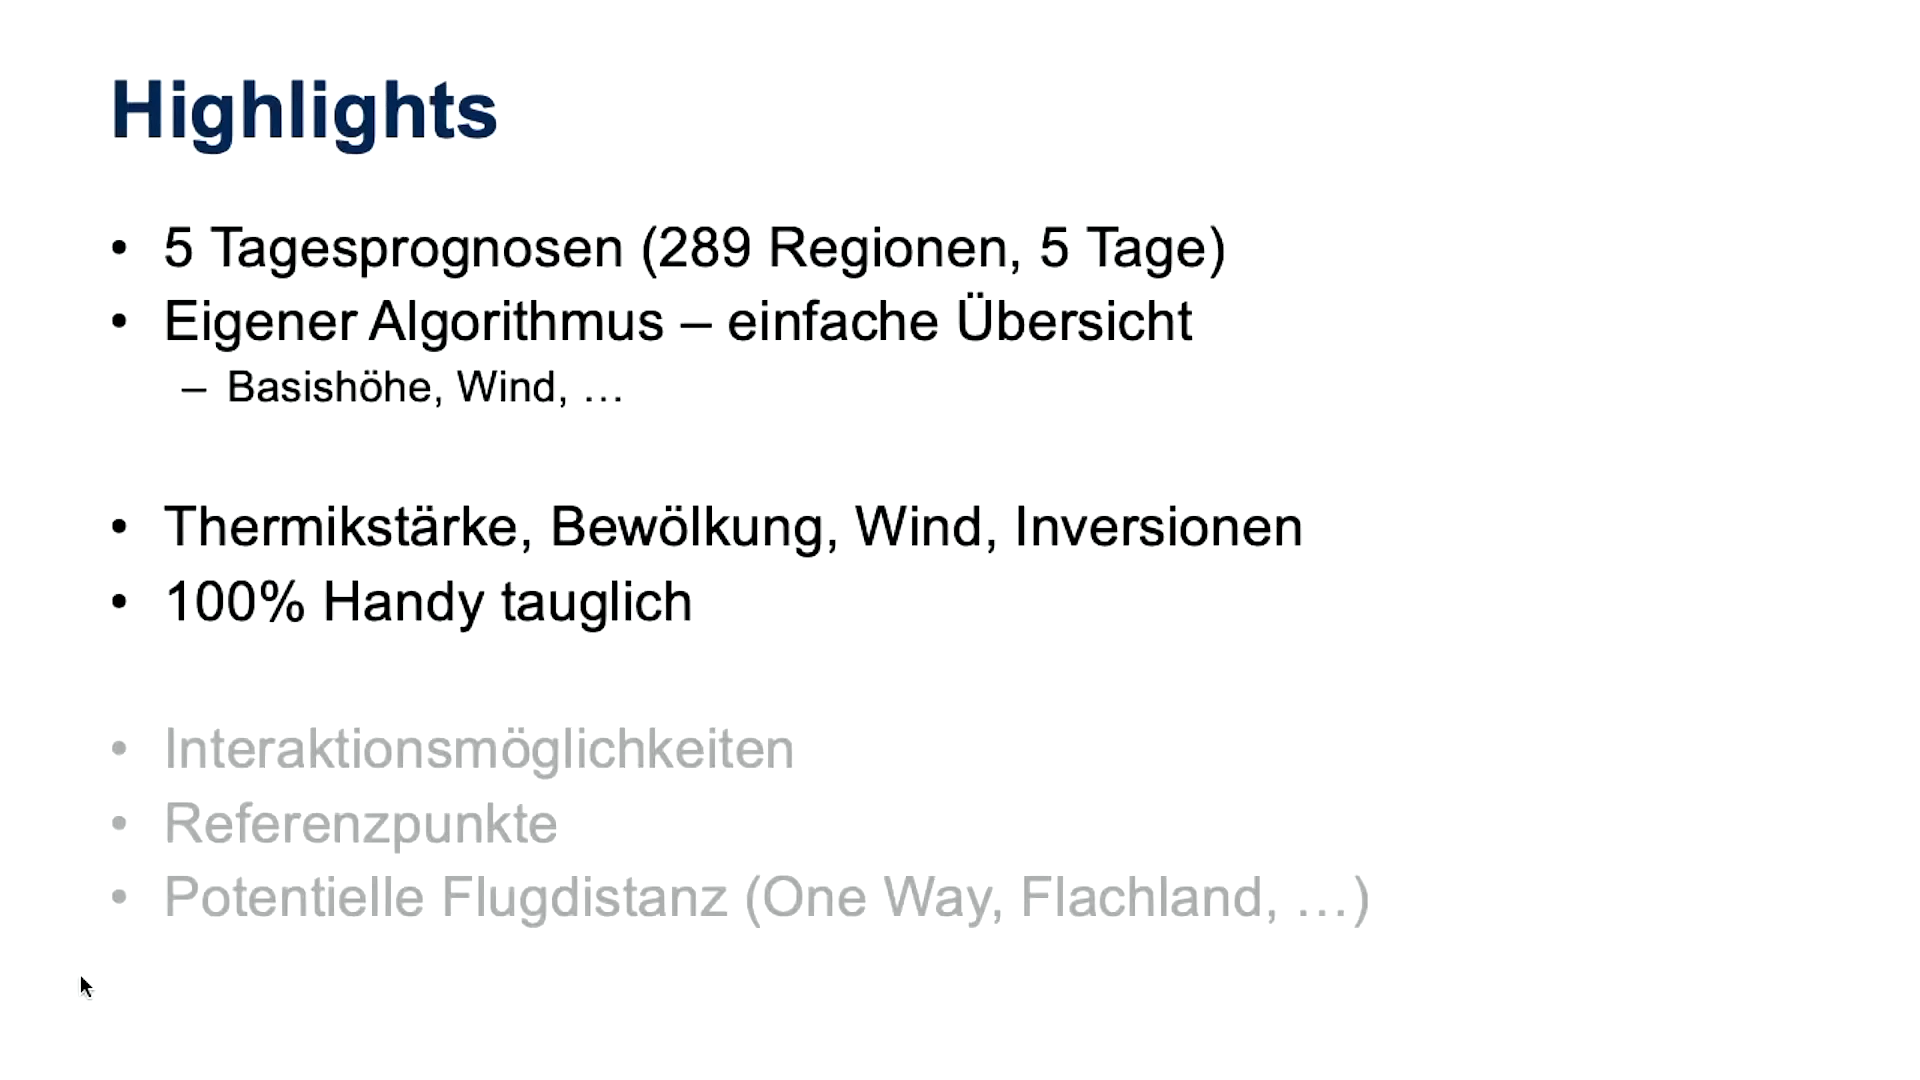 Highlights
• 5 Tagesprognosen (289 Regionen, 5 Tage)
• Eigener Algorithmus – einfache Übersicht
– Basishöhe, Wind, …
• Thermikstärke, Bewölkung, Wind, Inversionen
• 100% Handy tauglich
• Interaktionsmöglichkeiten
• Referenzpunkte
• Potentielle Flugdistanz (One Way, Flachland, …)